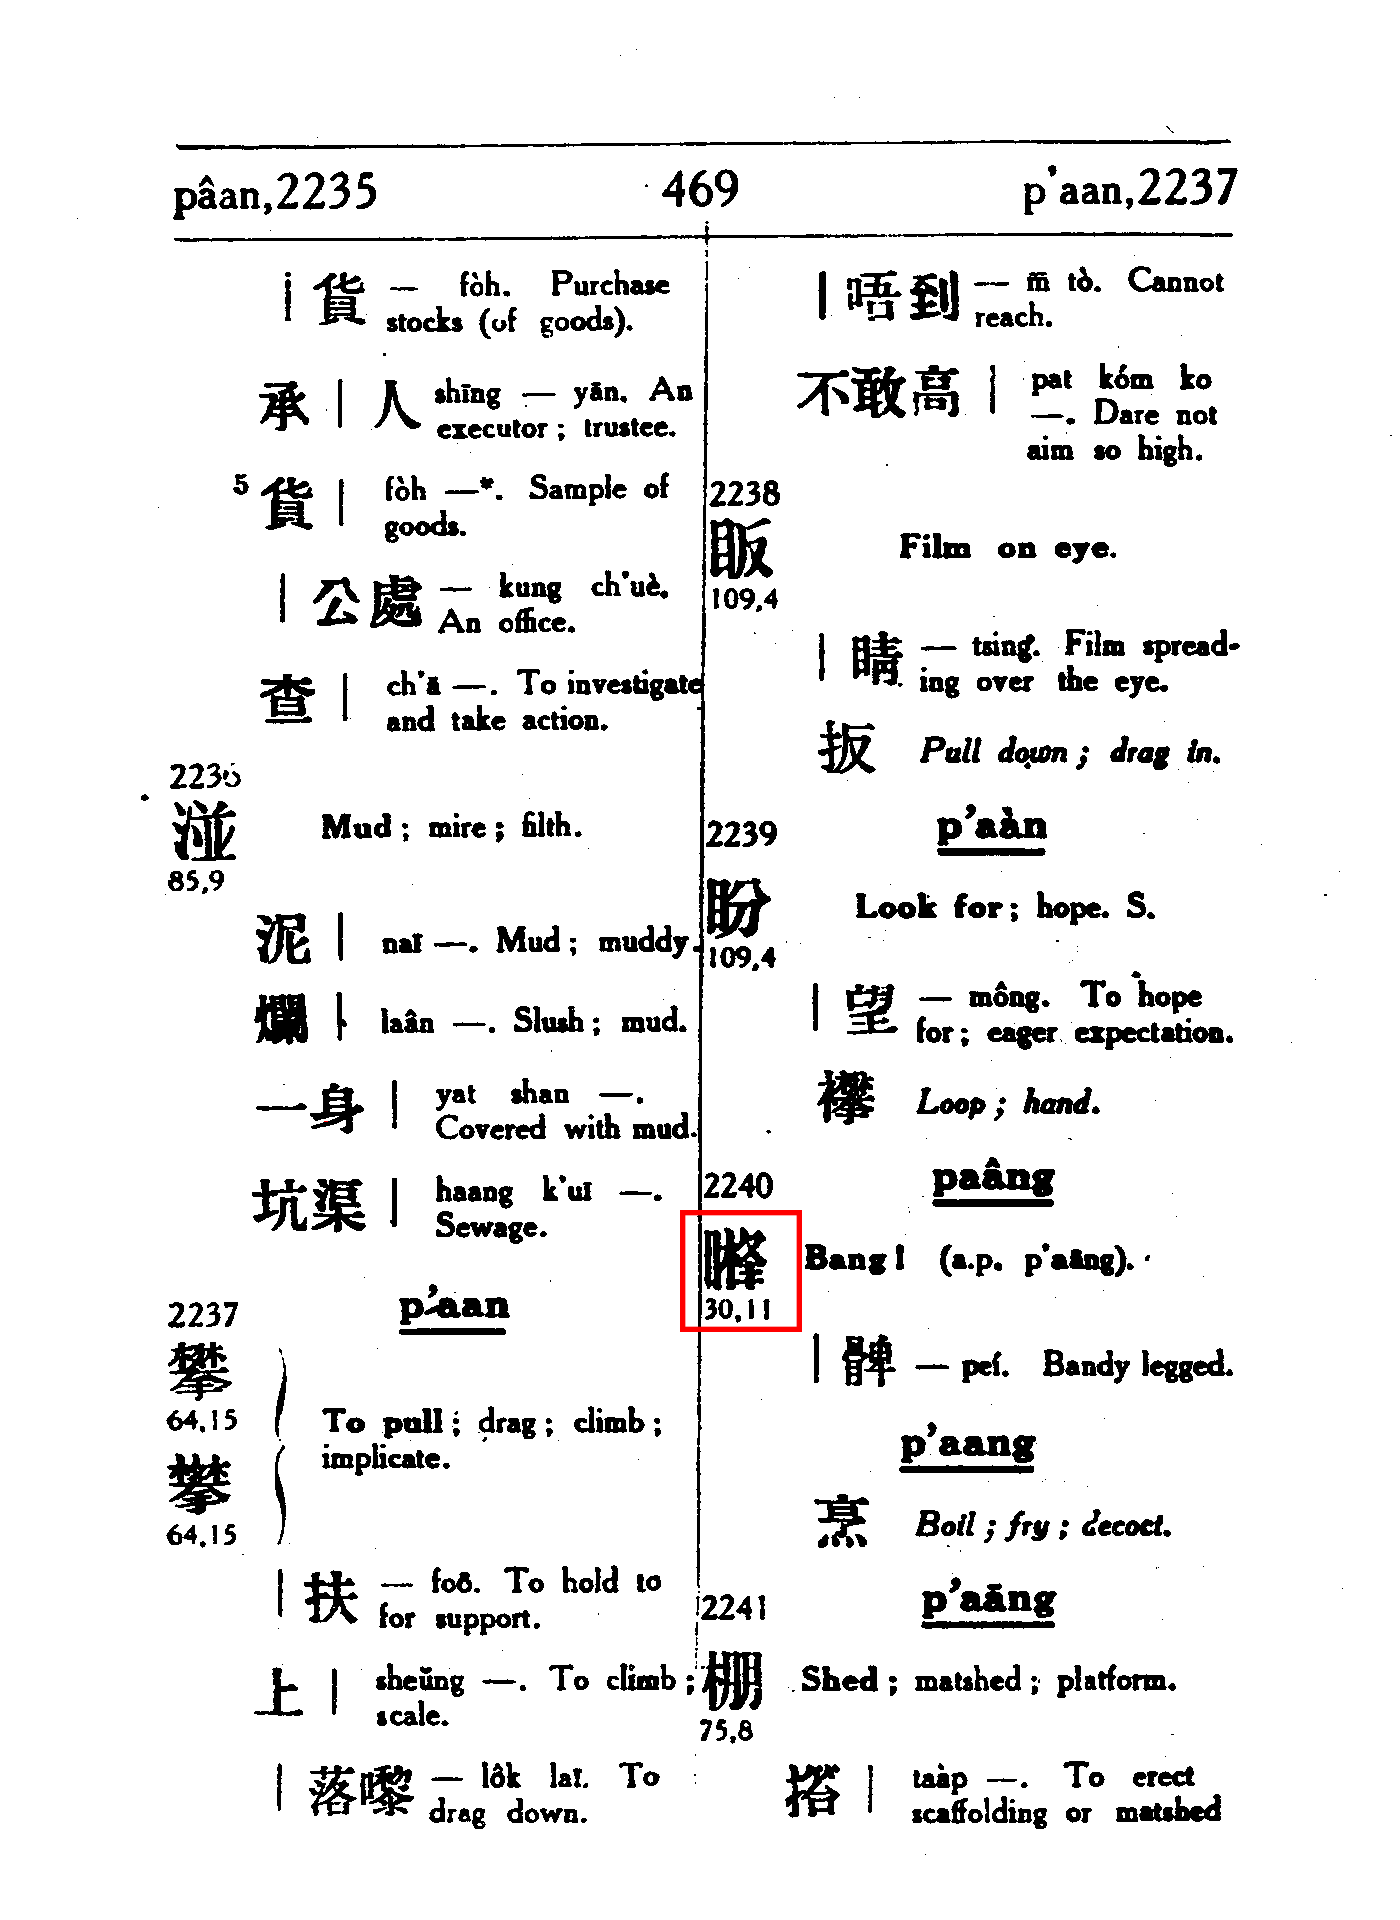 pâan,2235 469 p'aan,2237
｜貨 — fòh. Purchase
stocks (of goods).
承｜人 shīng — yān. An
executor ; trustee.
5 貨｜ fòh —*. Sample of
goods.
｜公處 — kung ch'uè.
An office.
查｜ ch'ā —. To investigate
and take action.
2236
湴 Mud ; mire ; filth.
85,9
泥｜ naī —. Mud ; muddy.
爛｜ laân —. Slush ; mud.
一身｜ yat shan —.
Covered with mud.
坑渠｜ haang k'uī —.
Sewage.
p'aan
2237
攀
64,15
To pull ; drag ; climb ;
implicate.
64,15
｜扶 — foō. To hold to
for support.
上｜ sheŭng —. To climb ;
scale.
｜落嚟 — lôk laī. To
drag down.
｜唔到 — m̄ tò. Cannot
reach.
不敢高｜ pat kóm ko
—. Dare not
aim so high.
2238
眅 Film on eye.
109,4
｜睛 — tsing. Film spread-
ing over the eye.
扳 Pull down ; drag in.
p'aàn
2239
盼 Look for ; hope. S.
109,4
｜望 — mông. To hope
for ; eager expectation.
襻 Loop ; hand.
paâng
2240
Bang ! (a.p. p'aāng).
30,11
｜髀 — peí. Bandy legged.
p'aang
烹 Boil ; fry ; decoct.
p'aāng
2241
棚 Shed ; matshed ; platform.
75,8
搭｜ taàp —. To erect
scaffolding or matshed